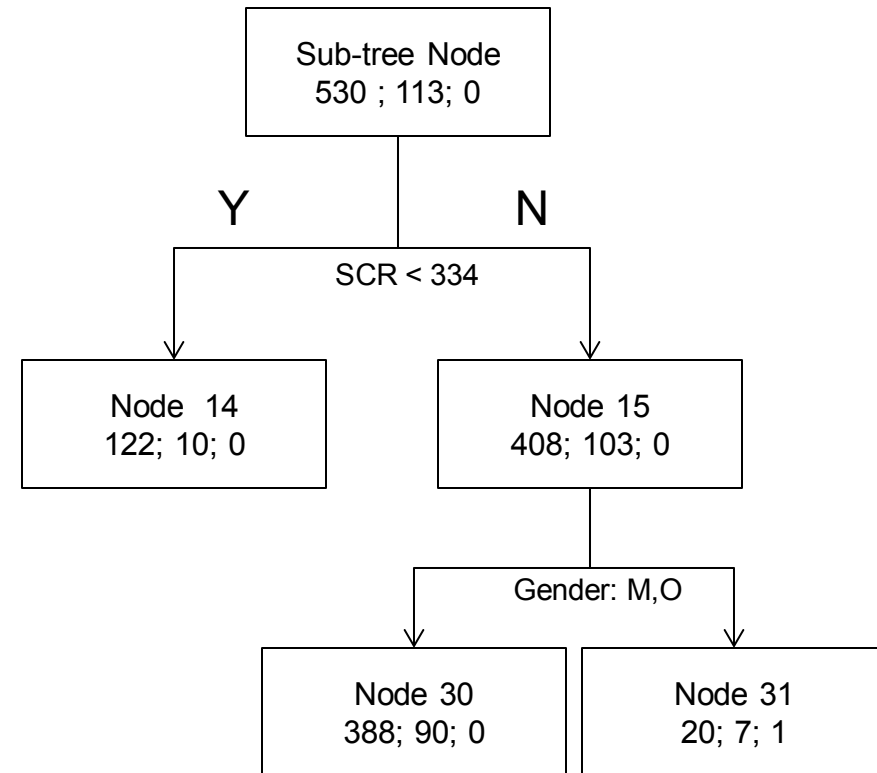 Sub-tree Node
530 ; 113; 0
Y
N
SCR < 334
Node 14
122; 10; 0
Node 15
408; 103; 0
Gender: M,O
Node 30
388; 90; 0
Node 31
20; 7; 1